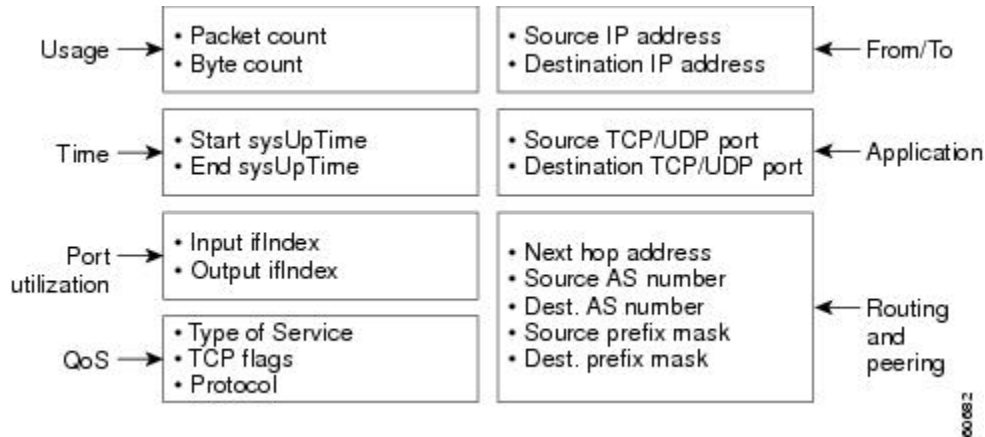 Usage
• Packet count
• Byte count
• Source IP address
• Destination IP address
From/To
Time
• Start sysUpTime
• End sysUpTime
• Source TCP/UDP port
• Destination TCP/UDP port
Application
Port
utilization
• Input ifIndex
• Output ifIndex
QoS
• Type of Service
• TCP flags
• Protocol
• Next hop address
• Source AS number
• Dest. AS number
• Source prefix mask
• Dest. prefix mask
Routing
and
peering
60682